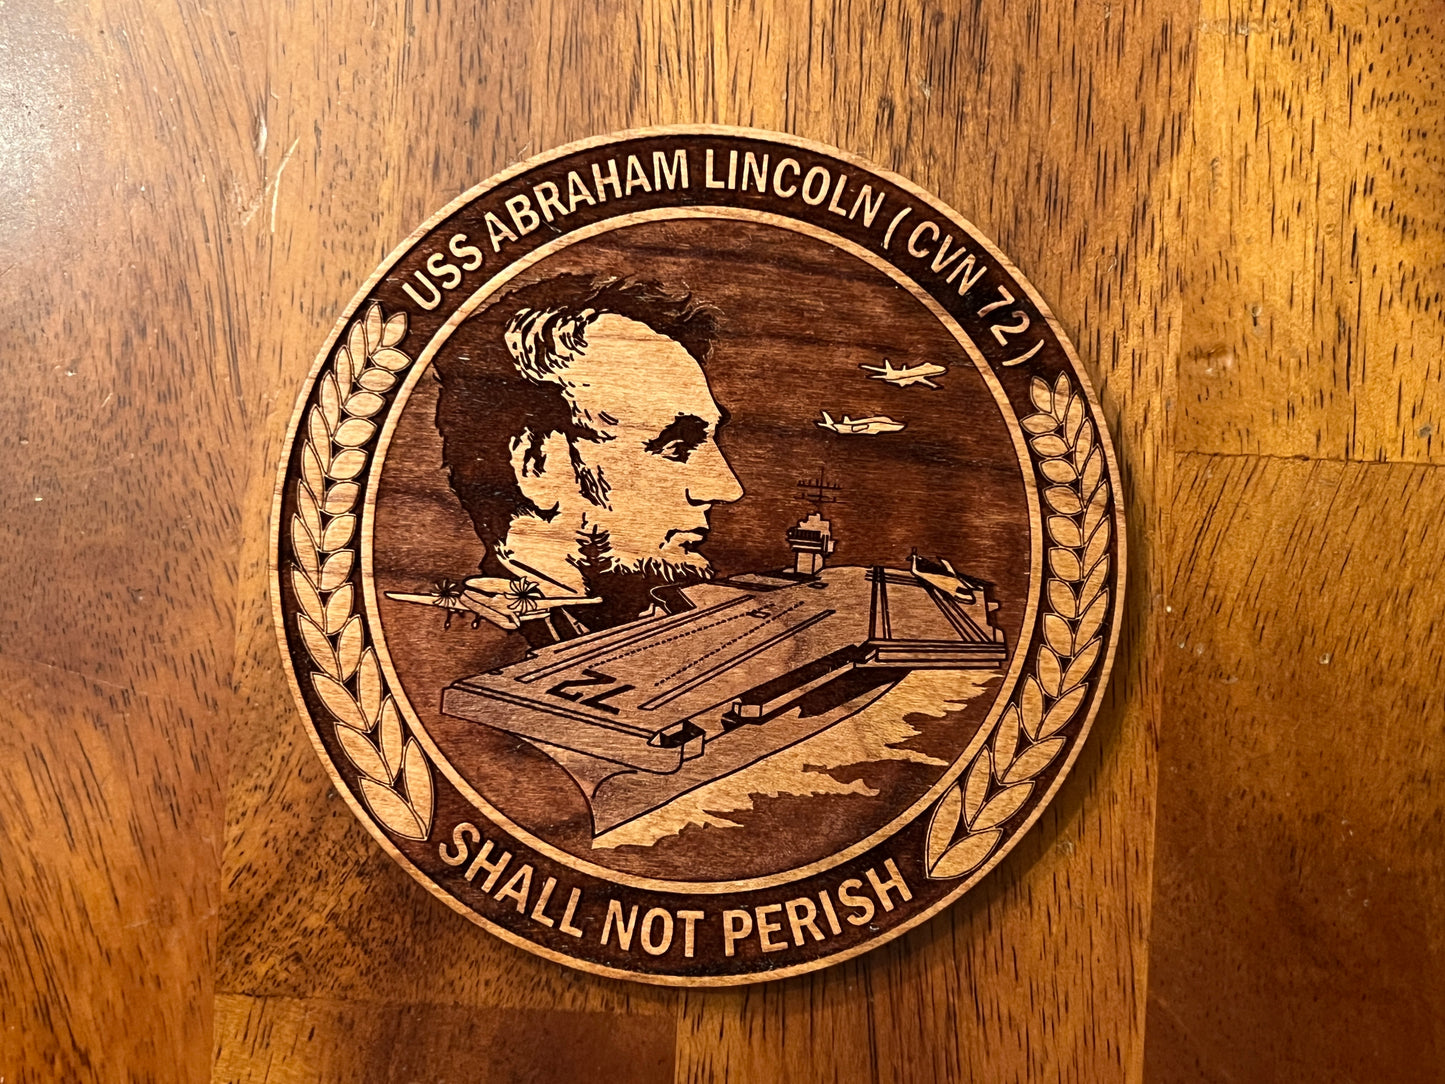 USS ABRAHAM LINCOLN ( CVN 72 )
72
SHALL NOT PERISH